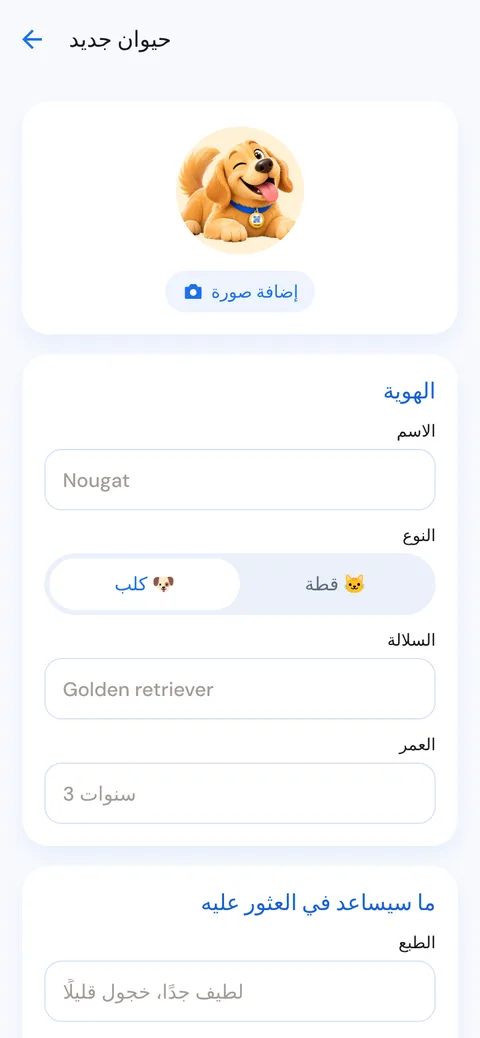 حيوان جديد
إضافة صورة
الهوية
الاسم
Nougat
النوع
🐶 كلب
🐱 قطة
السلالة
Golden retriever
العمر
3 سنوات
ما سيساعد في العثور عليه
الطبع
لطيف جدًا، خجول قليلًا